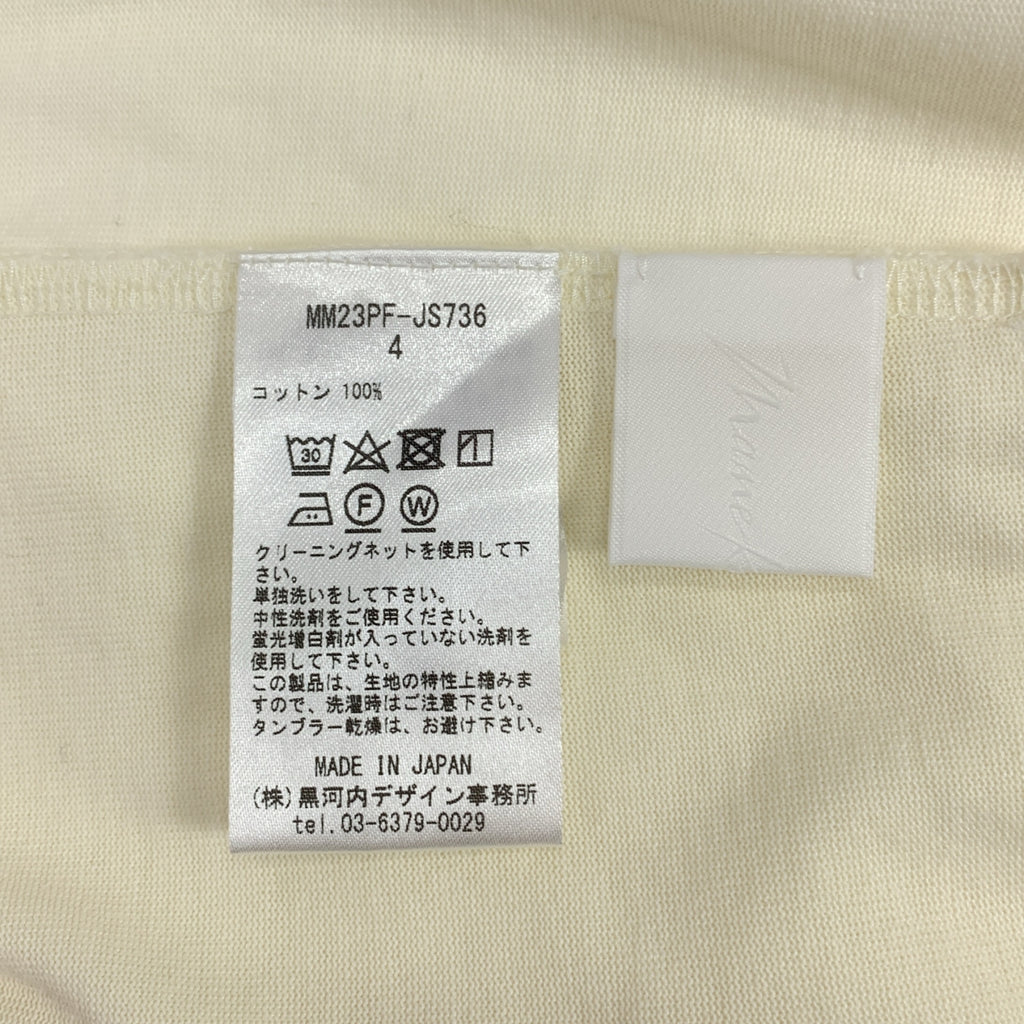 MM23PF-JS736
4
コットン 100%
30
F W
クリーニングネットを使用して下
さい。
単独洗いをして下さい。
中性洗剤をご使用ください。
蛍光増白剤が入っていない洗剤を
使用して下さい。
この製品は、生地の特性上縮みま
すので、洗濯時はご注意下さい。
タンブラー乾燥は、お避け下さい。
MADE IN JAPAN
(株)黒河内デザイン事務所
tel.03-6379-0029